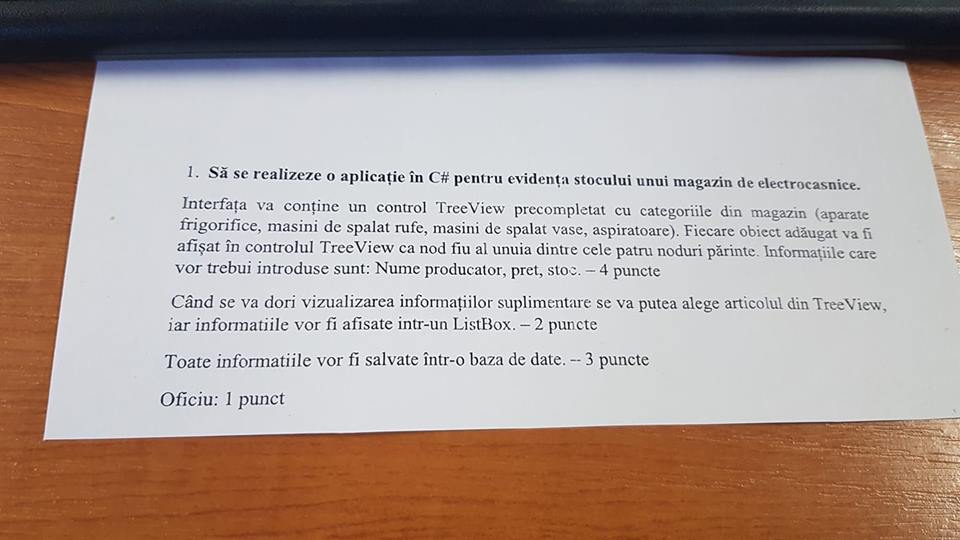 1. Să se realizeze o aplicație în C# pentru evidența stocului unui magazin de electrocasnice.
Interfața va conține un control TreeView precompletat cu categoriile din magazin (aparate
frigorifice, masini de spalat rufe, masini de spalat vase, aspiratoare). Fiecare obiect adăugat va fi
afișat în controlul TreeView ca nod fiu al unuia dintre cele patru noduri părinte. Informațiile care
vor trebui introduse sunt: Nume producator, pret, stoc. – 4 puncte
Când se va dori vizualizarea informațiilor suplimentare se va putea alege articolul din TreeView,
iar informatiile vor fi afisate intr-un ListBox. – 2 puncte
Toate informatiile vor fi salvate într-o baza de date. – 3 puncte
Oficiu: 1 punct